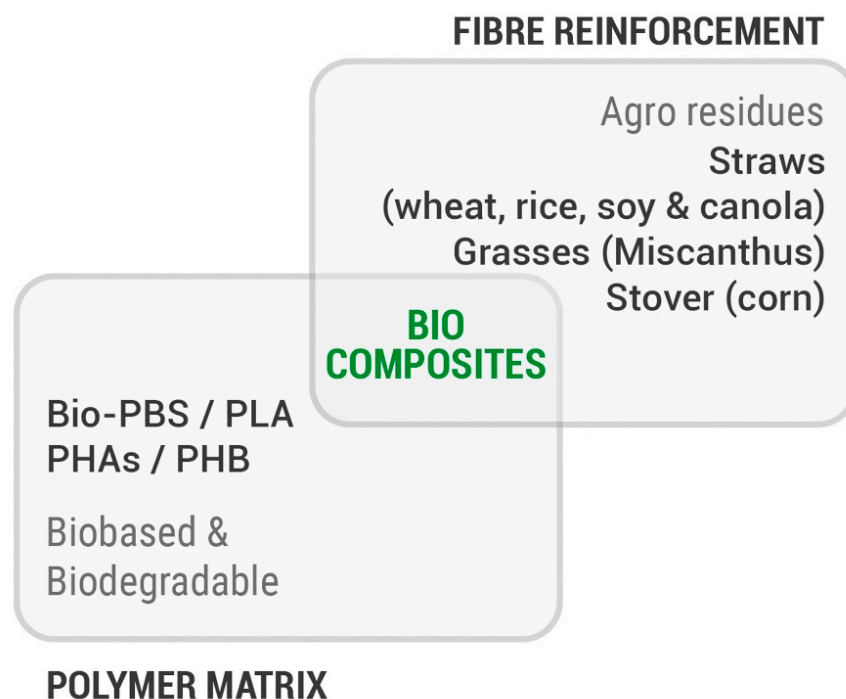 FIBRE REINFORCEMENT
Agro residues
Straws
(wheat, rice, soy & canola)
Grasses (Miscanthus)
Stover (corn)
BIO
COMPOSITES
Bio-PBS / PLA
PHAs / PHB
Biobased &
Biodegradable
POLYMER MATRIX